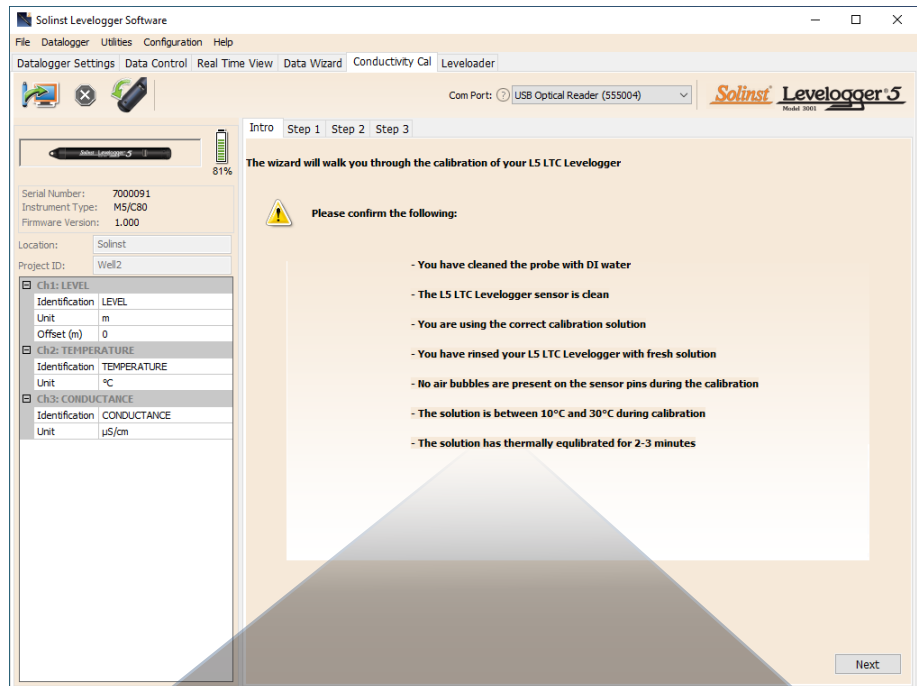 Solinst Levelogger Software
File Datalogger Utilities Configuration Help
Datalogger Settings Data Control Real Time View Data Wizard Conductivity Cal Leveloader
Com Port: ? USB Optical Reader (555004)
Solinst Levelogger 5
Model 3001
Intro Step 1 Step 2 Step 3
Solinst Levelogger 5
81%
The wizard will walk you through the calibration of your L5 LTC Levelogger
Serial Number: 7000091
Instrument Type: M5/C80
Firmware Version: 1.000
Please confirm the following:
Location: Solinst
Project ID: Well2
Ch1: LEVEL
Identification LEVEL
Unit m
Offset (m) 0
Ch2: TEMPERATURE
Identification TEMPERATURE
Unit °C
Ch3: CONDUCTANCE
Identification CONDUCTANCE
Unit µS/cm
- You have cleaned the probe with DI water
- The L5 LTC Levelogger sensor is clean
- You are using the correct calibration solution
- You have rinsed your L5 LTC Levelogger with fresh solution
- No air bubbles are present on the sensor pins during the calibration
- The solution is between 10°C and 30°C during calibration
- The solution has thermally equlibrated for 2-3 minutes
Next